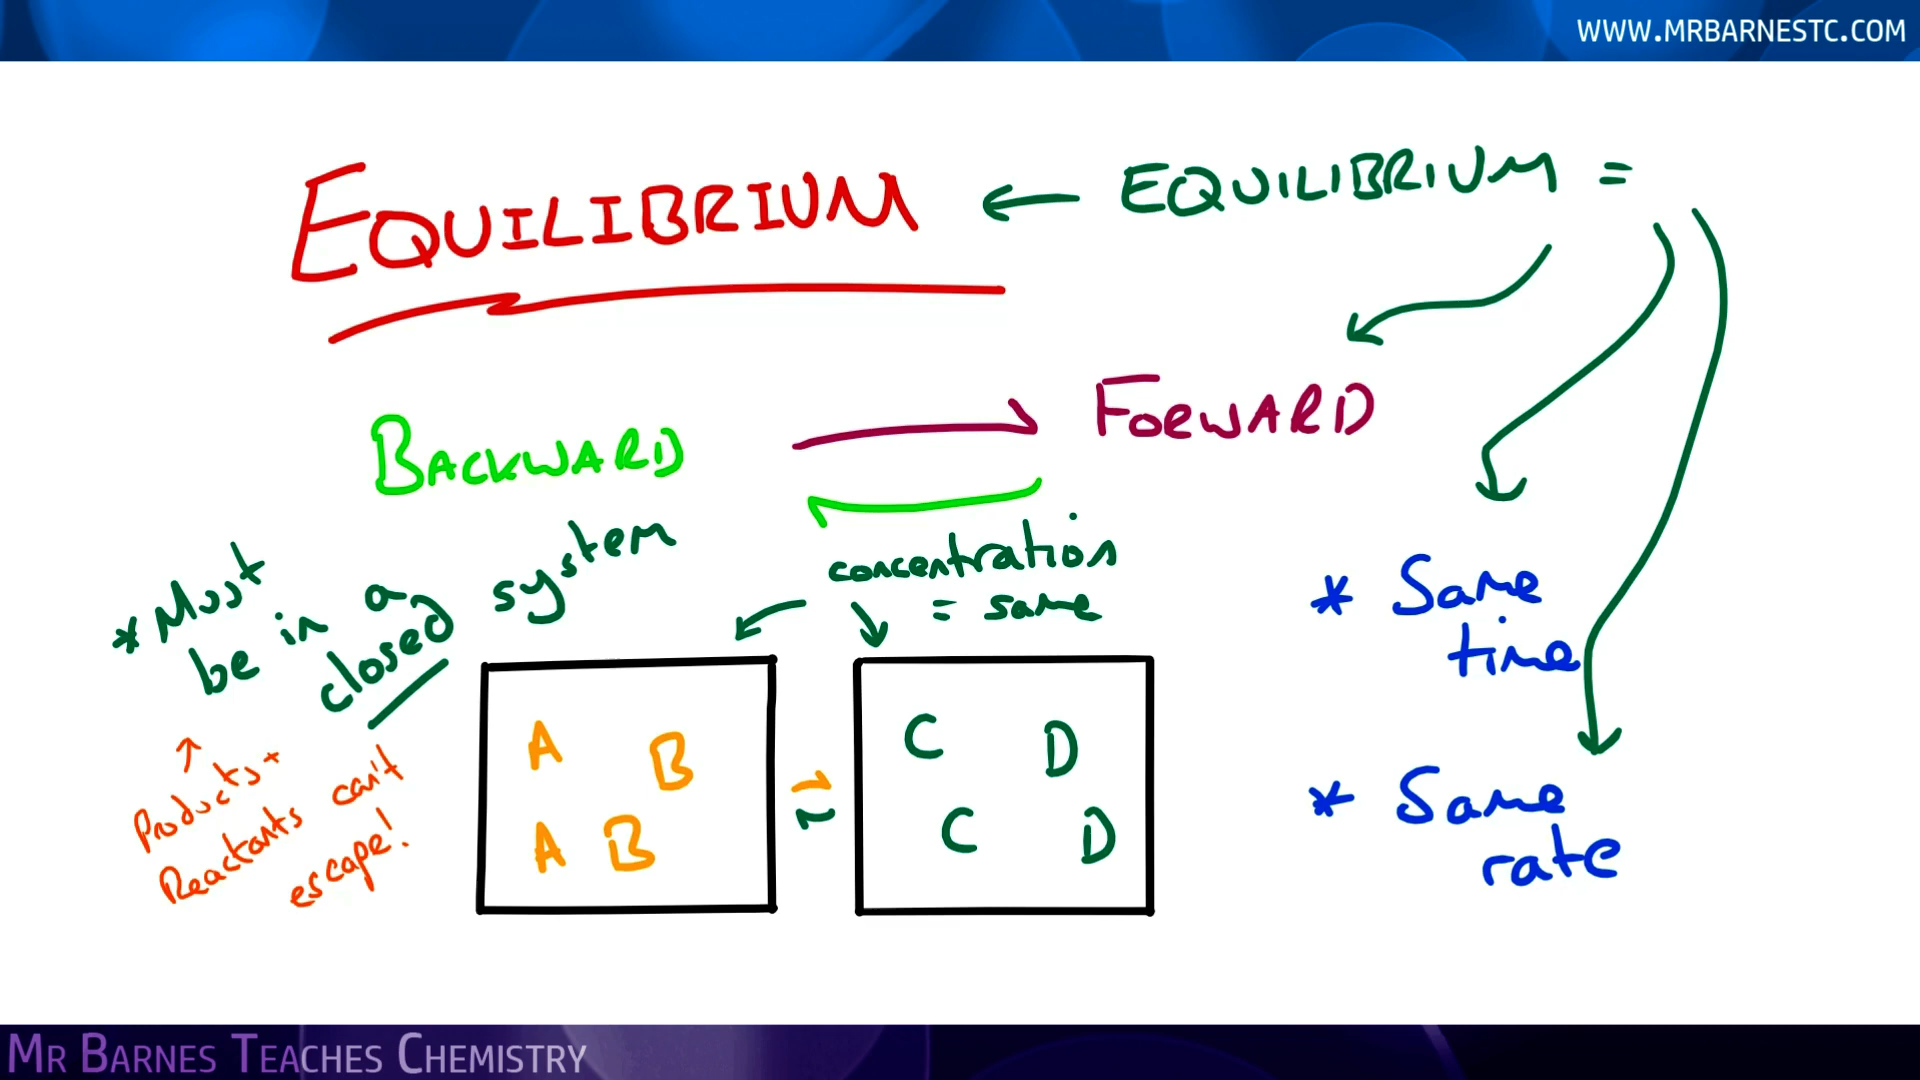 WWW.MRBARNESTC.COM
EQUILIBRIUM ← EQUILIBRIUM =
BACKWARD
FORWARD
* Must
be in a
closed system
concentration
= same
* Same
time
↑
Products +
Reactants can't
escape!
A B
A B
⇌
C D
C D
* Same
rate
MR BARNES TEACHES CHEMISTRY